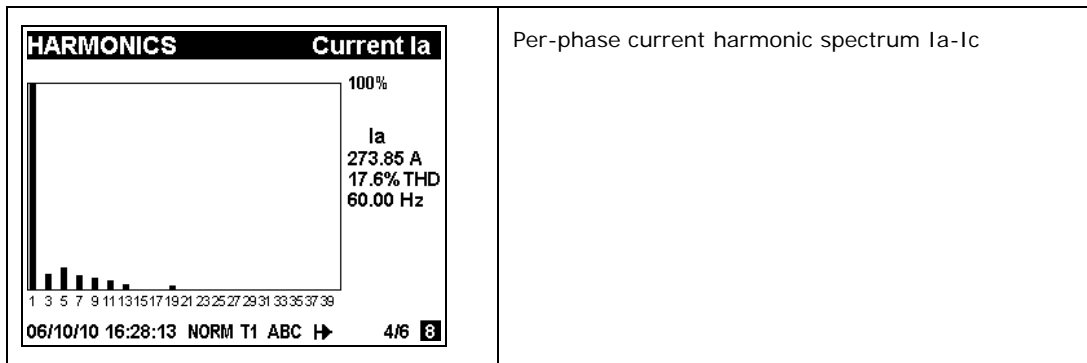 HARMONICS Current Ia
100%
Ia
273.85 A
17.6% THD
60.00 Hz
1 3 5 7 9 11 13 15 17 19 21 23 25 27 29 31 33 35 37 39
06/10/10 16:28:13 NORM T1 ABC 4/6 8
Per-phase current harmonic spectrum Ia-Ic